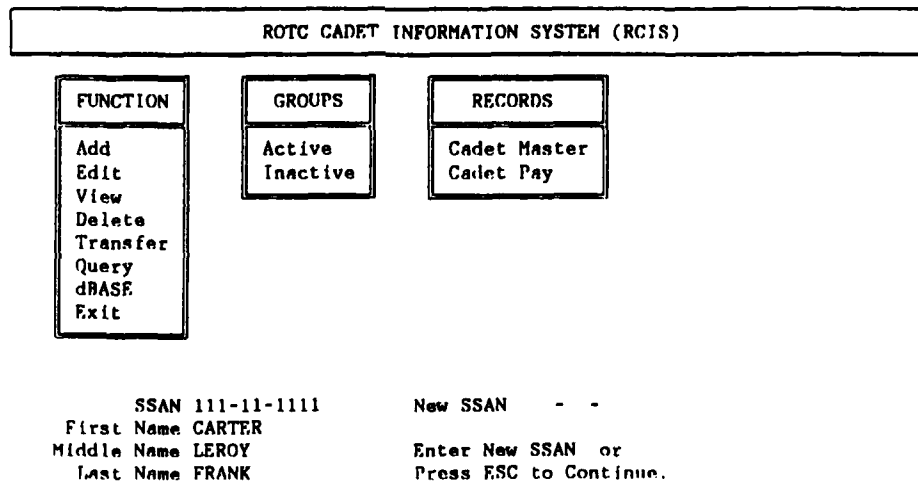 ROTC CADET INFORMATION SYSTEM (RCIS)
FUNCTION GROUPS RECORDS
Add Active Cadet Master
Edit Inactive Cadet Pay
View
Delete
Transfer
Query
dBASE
Exit
SSAN 111-11-1111 New SSAN - -
First Name CARTER
Middle Name LEROY Enter New SSAN or
Last Name FRANK Press ESC to Continue.